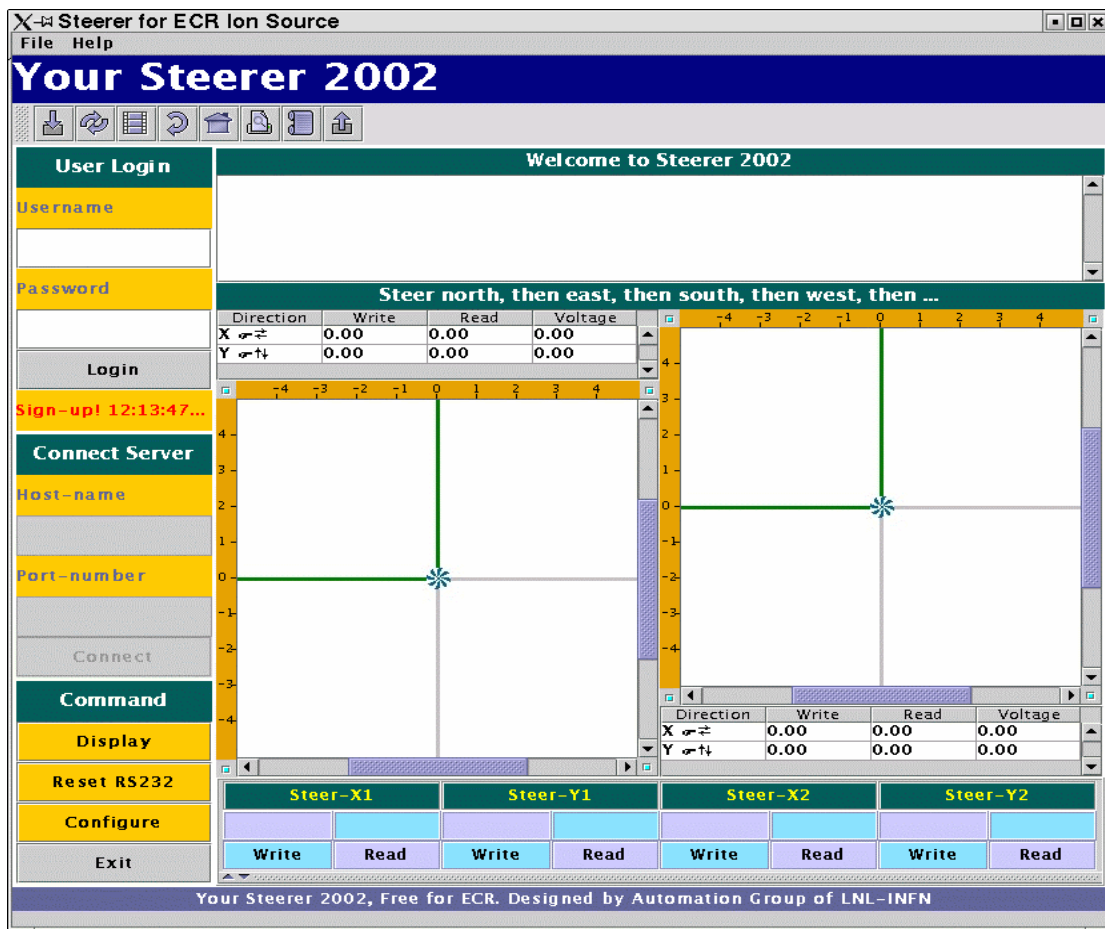 X Steerer for ECR Ion Source
File Help
Your Steerer 2002
User Login
Username
Password
Login
Sign-up! 12:13:47...
Connect Server
Host-name
Port-number
Connect
Command
Display
Reset RS232
Configure
Exit
Welcome to Steerer 2002
Steer north, then east, then south, then west, then ...
Direction Write Read Voltage
X 0.00 0.00 0.00
Y 0.00 0.00 0.00
-4 -3 -2 -1 0 1 2 3 4
4
3
2
1
0
-1
-2
-3
-4
-4 -3 -2 -1 0 1 2 3 4
4
3
2
1
0
-1
-2
-3
-4
Direction Write Read Voltage
X 0.00 0.00 0.00
Y 0.00 0.00 0.00
Steer-X1 Steer-Y1 Steer-X2 Steer-Y2
Write Read Write Read Write Read Write Read
Your Steerer 2002, Free for ECR. Designed by Automation Group of LNL-INFN